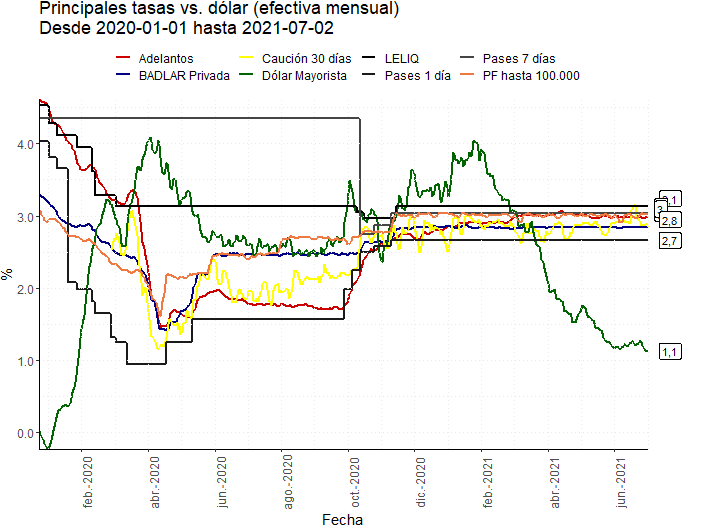 Principales tasas vs. dólar (efectiva mensual)
Desde 2020-01-01 hasta 2021-07-02
Adelantos Caución 30 días LELIQ Pases 7 días
BADLAR Privada Dólar Mayorista Pases 1 día PF hasta 100.000
4.0
3.0
2.0
1.0
0.0
%
2,8
2,7
1,1
feb.-2020 abr.-2020 jun.-2020 ago.-2020 oct.-2020 dic.-2020 feb.-2021 abr.-2021 jun.-2021
Fecha